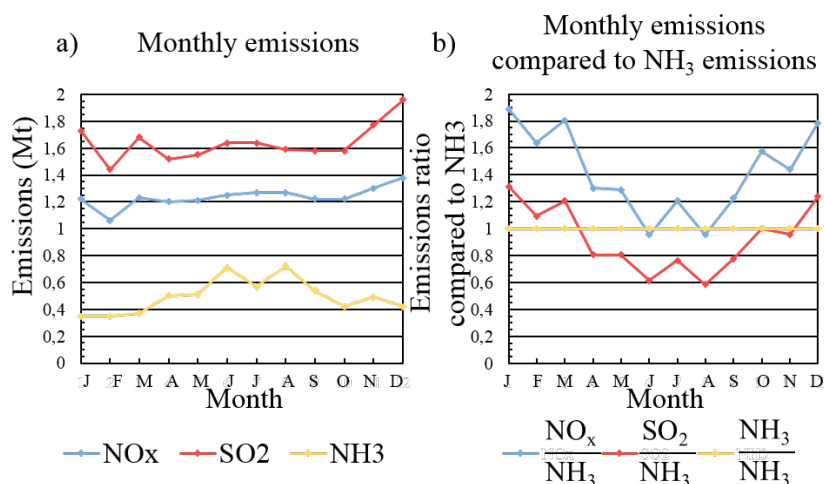 a) Monthly emissions
Emissions (Mt)
2
1,8
1,6
1,4
1,2
1
0,8
0,6
0,4
0,2
0
J F M A M J J A S O N D
Month
NOx SO2 NH3
b) Monthly emissions
compared to NH3 emissions
Emissions ratio
compared to NH3
2
1,8
1,6
1,4
1,2
1
0,8
0,6
0,4
0,2
0
J F M A M J J A S O N D
Month
NOx SO2 NH3
NH3 NH3 NH3